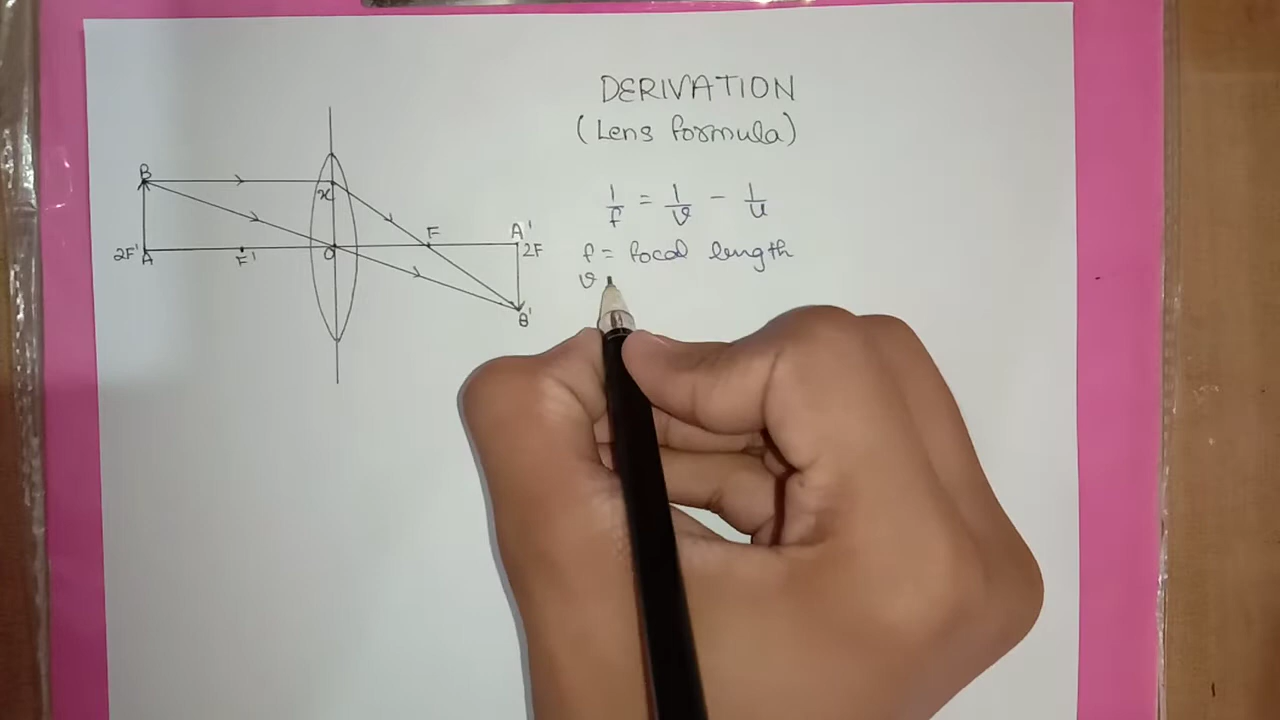 DERIVATION
(Lens formula)
1/f = 1/v - 1/u
f = focal length
v
B
x
2F' A
F'
O
F
A'
2F
B'